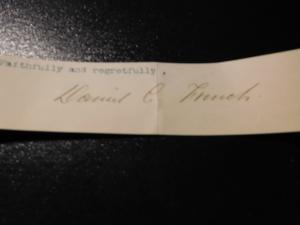 Faithfully and regretfully,
Daniel C. French.